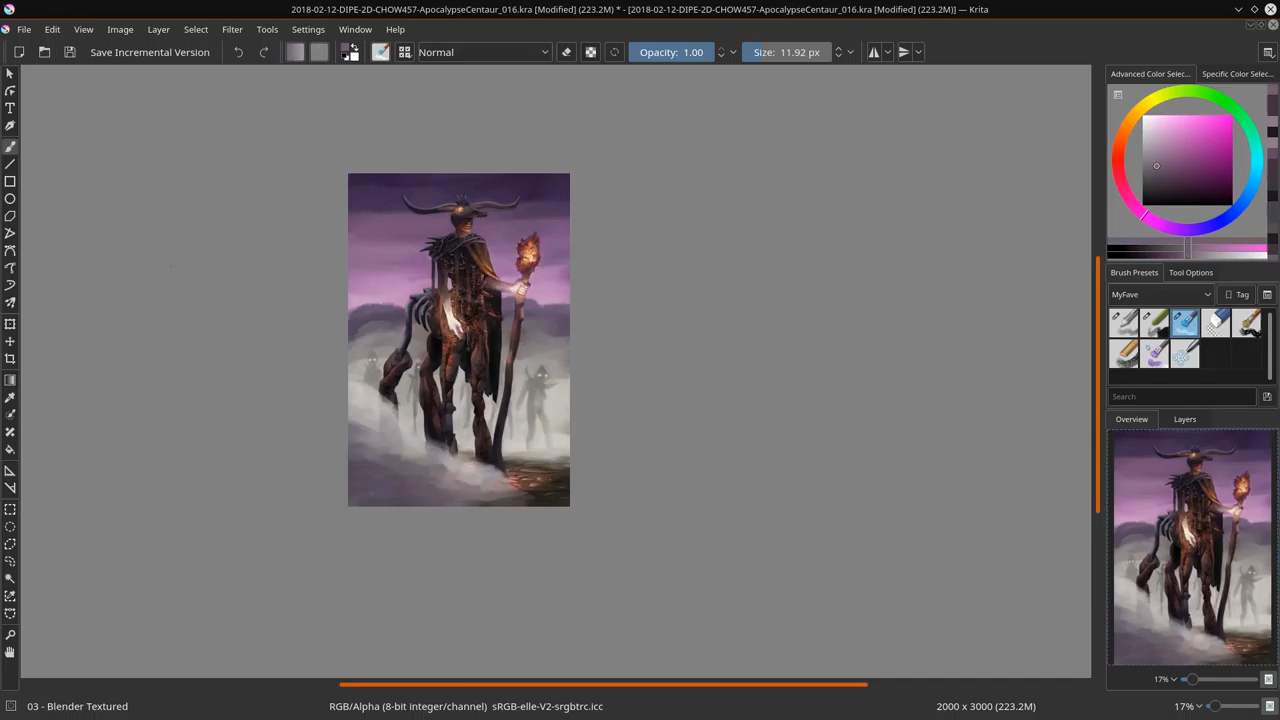 2018-02-12-DIPE-2D-CHOW457-ApocalypseCentaur_016.kra [Modified] (223.2M) * - [2018-02-12-DIPE-2D-CHOW457-ApocalypseCentaur_016.kra [Modified] (223.2M)] — Krita
File Edit View Image Layer Select Filter Tools Settings Window Help
Save Incremental Version Normal Opacity: 1.00 Size: 11.92 px
Advanced Color Selec... Specific Color Selec...
Brush Presets Tool Options
MyFave Tag
Search
Overview Layers
17%
03 - Blender Textured RGB/Alpha (8-bit integer/channel) sRGB-elle-V2-srgbtrc.icc 2000 x 3000 (223.2M) 17%